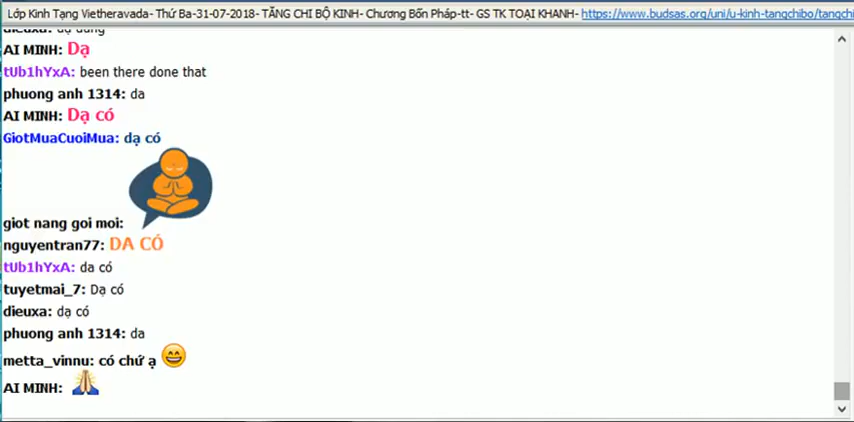 Lớp Kinh Tạng Vietheravada- Thứ Ba-31-07-2018- TĂNG CHI BỘ KINH- Chương Bốn Pháp-tt- GS TK TOẠI KHANH- https://www.budsas.org/uni/u-kinh-tangchibo/tangchi
dieuxa: dạ đúng
AI MINH: Dạ
tUb1hYxA: been there done that
phuong anh 1314: da
AI MINH: Dạ có
GiotMuaCuoiMua: dạ có
giot nang goi moi:
nguyentran77: DA CÓ
tUb1hYxA: da có
tuyetmai_7: Dạ có
dieuxa: dạ có
phuong anh 1314: da
metta_vinnu: có chứ ạ
AI MINH: